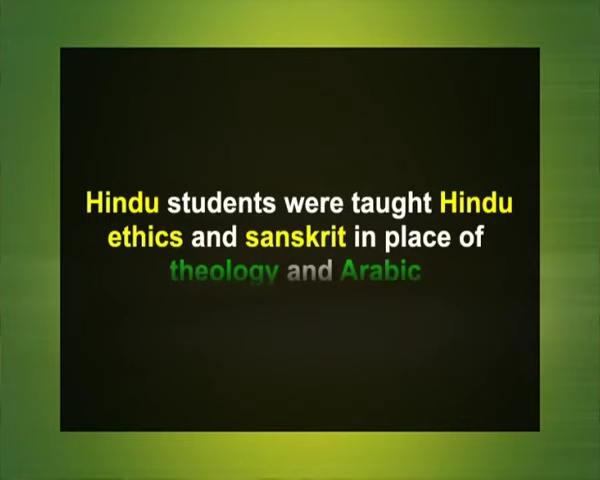 Hindu students were taught Hindu
ethics and sanskrit in place of
theology and Arabic